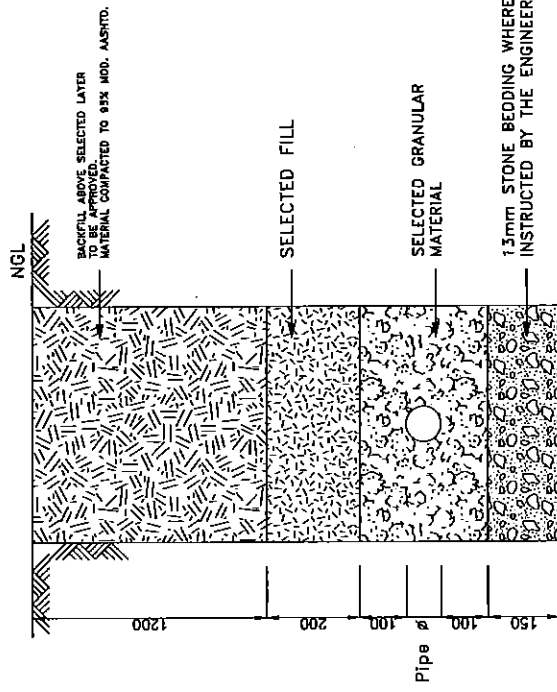 NGL
BACKFILL ABOVE SELECTED LAYER
TO BE APPROVED.
MATERIAL COMPACTED TO 93% MOD. AASHTO.
SELECTED FILL
SELECTED GRANULAR
MATERIAL
13mm STONE BEDDING WHERE
INSTRUCTED BY THE ENGINEER
1200
200
100
ø
100
150
Pipe